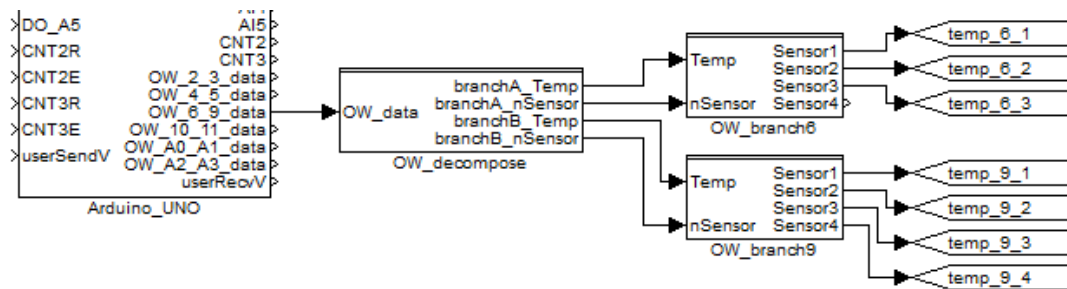 DO_A5
CNT2R
CNT2E
CNT3R
CNT3E
userSendV
AI5
CNT2
CNT3
OW_2_3_data
OW_4_5_data
OW_6_9_data
OW_10_11_data
OW_A0_A1_data
OW_A2_A3_data
userRecvV
Arduino_UNO
OW_data
branchA_Temp
branchA_nSensor
branchB_Temp
branchB_nSensor
OW_decompose
Temp
nSensor
Sensor1
Sensor2
Sensor3
Sensor4
OW_branch6
temp_6_1
temp_6_2
temp_6_3
Temp
nSensor
Sensor1
Sensor2
Sensor3
Sensor4
OW_branch9
temp_9_1
temp_9_2
temp_9_3
temp_9_4